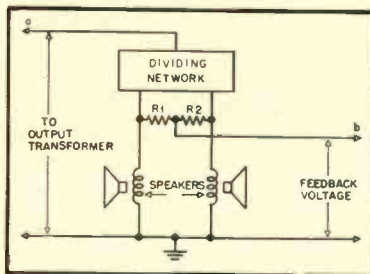 a
DIVIDING
NETWORK
R1 R2
TO
OUTPUT
TRANSFORMER
b
SPEAKERS
FEEDBACK
VOLTAGE